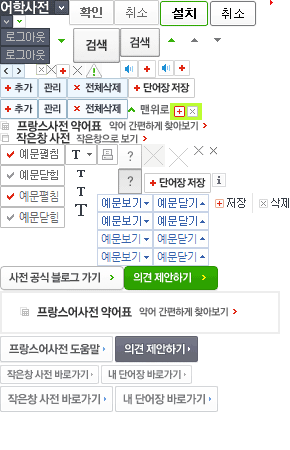 어학사전 확인 취소 설치 취소
로그아웃 검색 검색
로그아웃
+ 추가 관리 × 전체삭제 + 단어장 저장
+ 추가 관리 × 전체삭제 맨위로
프랑스어사전 약어표 약어 간편하게 찾아보기
작은창 사전 작은창으로 보기
예문펼침 T ?
예문닫힘 T ? + 단어장 저장 i
예문펼침 T 예문보기 예문닫기 저장 삭제
예문닫힘 T 예문보기 예문닫기
예문보기 예문닫기
예문보기 예문닫기
사전 공식 블로그 가기 의견 제안하기
프랑스어사전 약어표 약어 간편하게 찾아보기
프랑스어사전 도움말 의견 제안하기
작은창 사전 바로가기 내 단어장 바로가기
작은창 사전 바로가기 내 단어장 바로가기